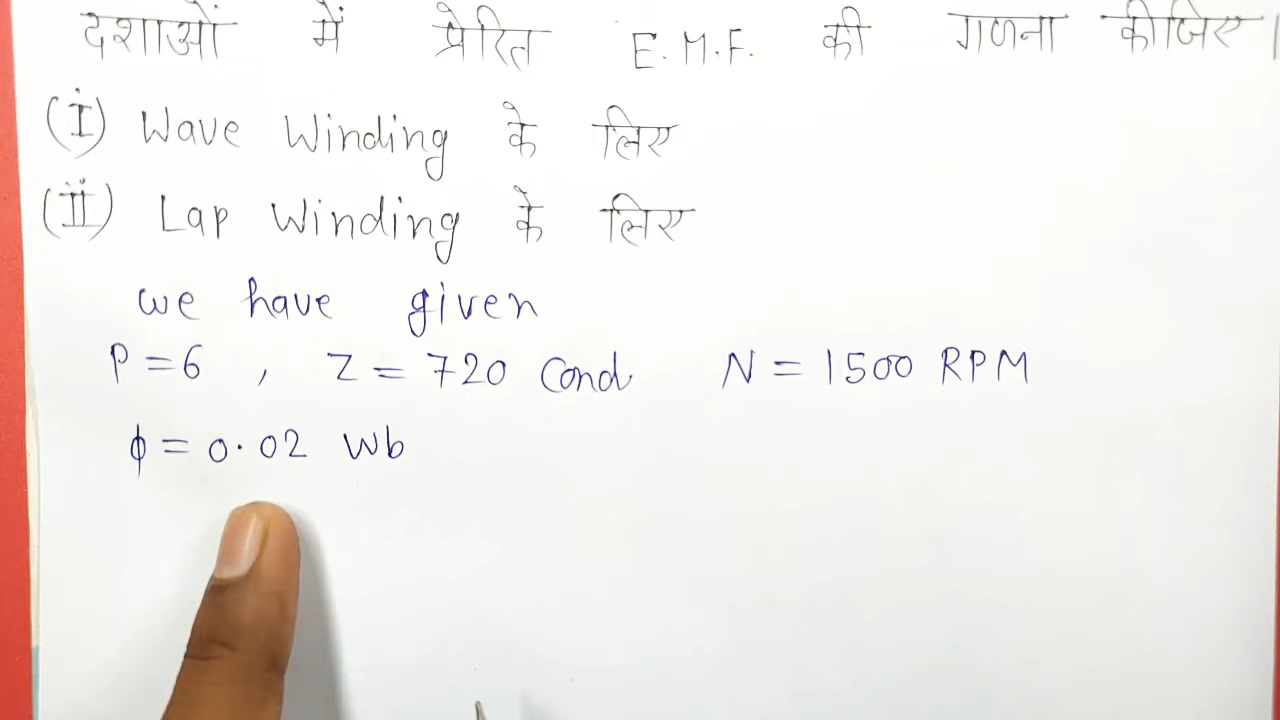 दशाओं में प्रेरित E.M.F. की गणना कीजिए।
(i) Wave Winding के लिए
(ii) Lap Winding के लिए
we have given
P = 6 , Z = 720 Cond. N = 1500 RPM
ϕ = 0.02 Wb